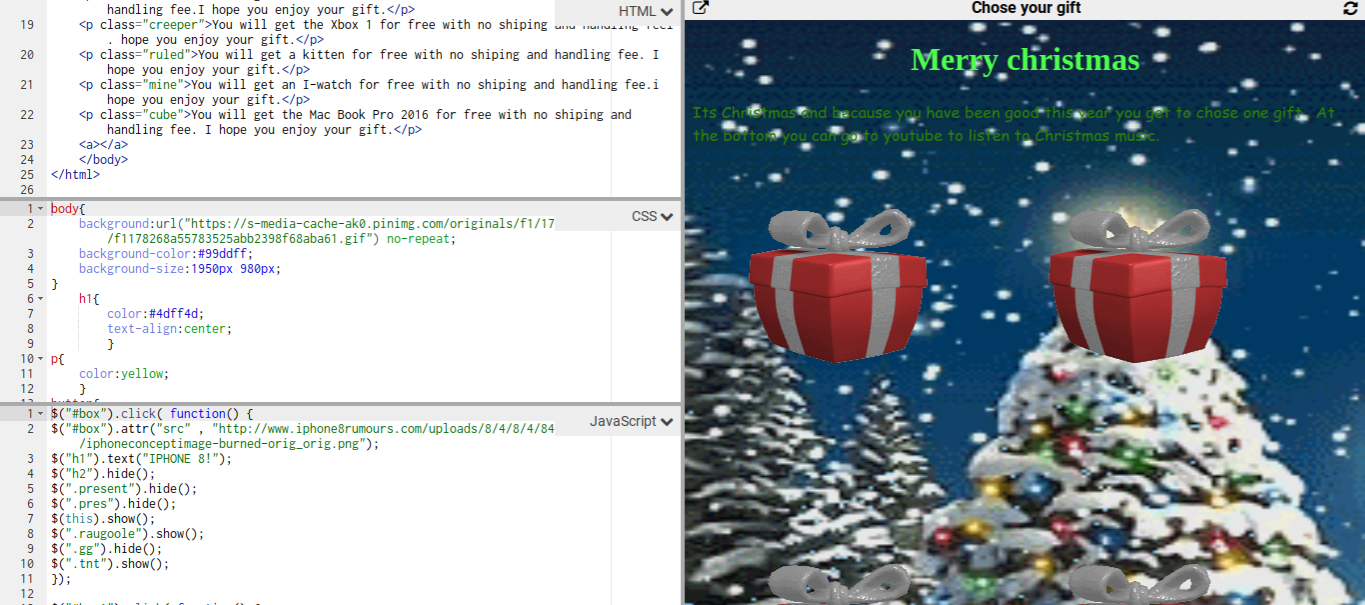 handling fee.I hope you enjoy your gift.</p>
HTML
19 <p class="creeper">You will get the Xbox 1 for free with no shiping and handling fee!
. hope you enjoy your gift.</p>
20 <p class="ruled">You will get a kitten for free with no shiping and handling fee. I
hope you enjoy your gift.</p>
21 <p class="mine">You will get an I-watch for free with no shiping and handling fee.i
hope you enjoy your gift.</p>
22 <p class="cube">You will get the Mac Book Pro 2016 for free with no shiping and
handling fee. I hope you enjoy your gift.</p>
23 <a></a>
24 </body>
25 </html>
26
CSS
1 body{
2 background:url("https://s-media-cache-ak0.pinimg.com/originals/f1/17
/f1178268a55783525abb2398f68aba61.gif") no-repeat;
3 background-color:#99ddff;
4 background-size:1950px 980px;
5 }
6 h1{
7 color:#4dff4d;
8 text-align:center;
9 }
10 p{
11 color:yellow;
12 }
JavaScript
1 $("#box").click( function() {
2 $("#box").attr("src" , "http://www.iphone8rumours.com/uploads/8/4/8/4/84
/iphoneconceptimage-burned-orig_orig.png");
3 $("h1").text("IPHONE 8!");
4 $("h2").hide();
5 $(".present").hide();
6 $(".pres").hide();
7 $(this).show();
8 $(".raugoole").show();
9 $(".gg").hide();
10 $(".tnt").show();
11 });
12
Chose your gift
Merry christmas
Its Christmas and because you have been good this year you get to chose one gift. At
the bottom you can go to youtube to listen to Christmas music.